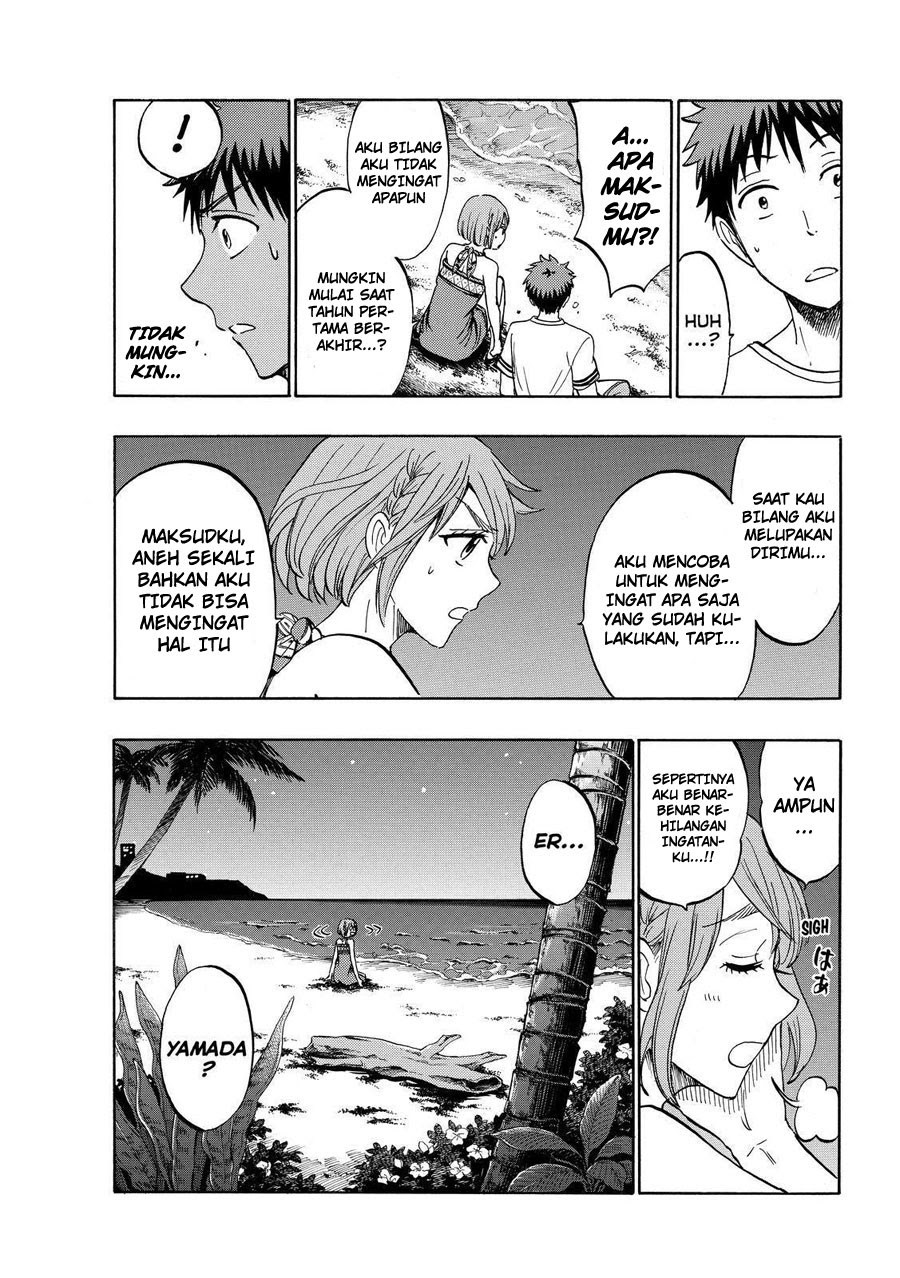 HUH
...?
A...
APA
MAK-
SUD-
MU?!
AKU BILANG
AKU TIDAK
MENGINGAT
APAPUN
MUNGKIN
MULAI SAAT
TAHUN PER-
TAMA BER-
AKHIR...?
!
TIDAK
MUNG-
KIN...
SAAT KAU
BILANG AKU
MELUPAKAN
DIRIMU...
AKU MENCOBA
UNTUK MENG-
INGAT APA SAJA
YANG SUDAH KU-
LAKUKAN, TAPI...
MAKSUDKU,
ANEH SEKALI
BAHKAN AKU
TIDAK BISA
MENGINGAT
HAL ITU
YA
AMPUN
...
SEPERTINYA
AKU BENAR-
BENAR KE-
HILANGAN
INGATAN-
KU...!!
SIGH
はあ
ER...
YAMADA
?